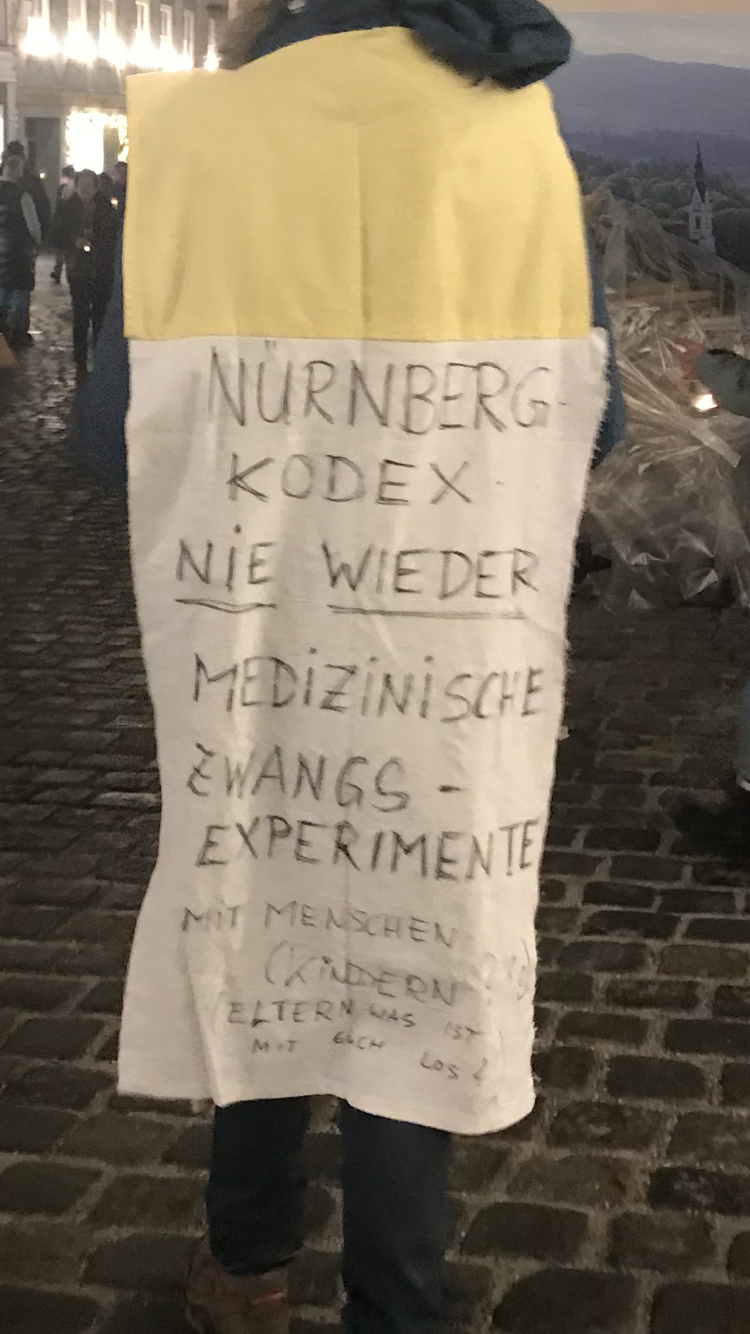 NÜRNBERG-
KODEX
NIE WIEDER
MEDIZINISCHE
ZWANGS-
EXPERIMENTE
MIT MENSCHEN
(KINDERN
(ELTERN WAS IST
MIT EUCH LOS